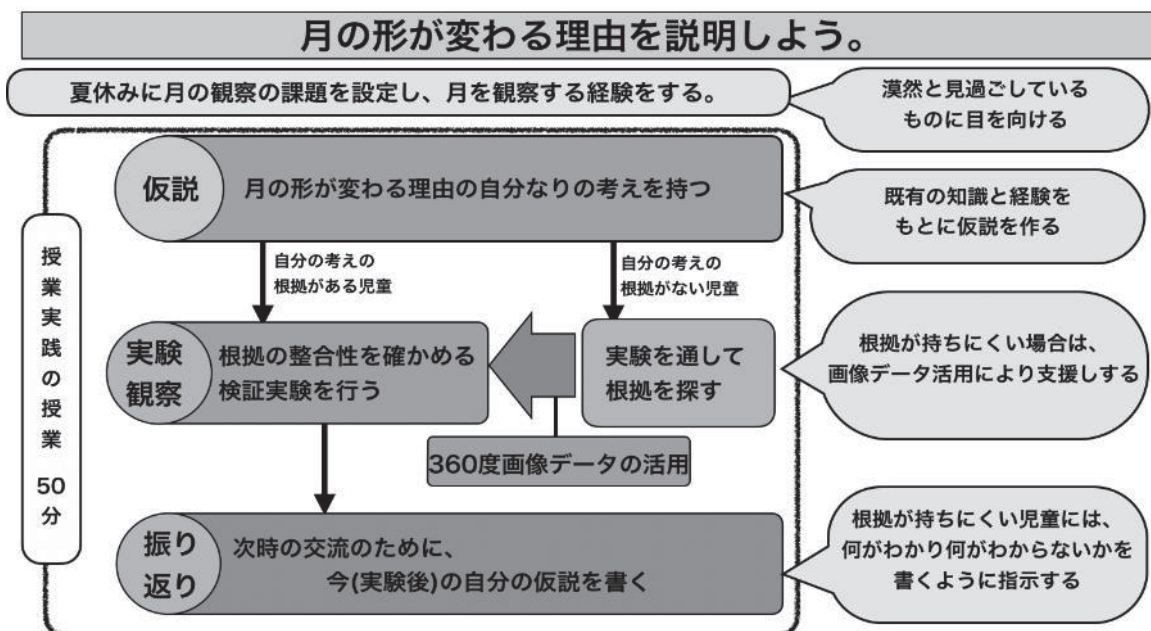 月の形が変わる理由を説明しよう。
夏休みに月の観察の課題を設定し、月を観察する経験をする。
漠然と見過ごしている
ものに目を向ける
授業実践の授業 50分
仮説
月の形が変わる理由の自分なりの考えを持つ
既有の知識と経験を
もとに仮説を作る
自分の考えの
根拠がある児童
自分の考えの
根拠がない児童
実験
観察
根拠の整合性を確かめる
検証実験を行う
実験を通して
根拠を探す
根拠が持ちにくい場合は、
画像データ活用により支援しする
360度画像データの活用
振り
返り
次時の交流のために、
今(実験後)の自分の仮説を書く
根拠が持ちにくい児童には、
何がわかり何がわからないかを
書くように指示する